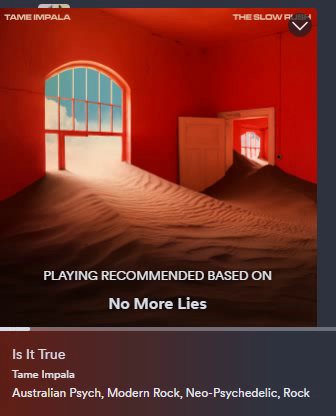 TAME IMPALA THE SLOW RUSH
PLAYING RECOMMENDED BASED ON
No More Lies
Is It True
Tame Impala
Australian Psych, Modern Rock, Neo-Psychedelic, Rock